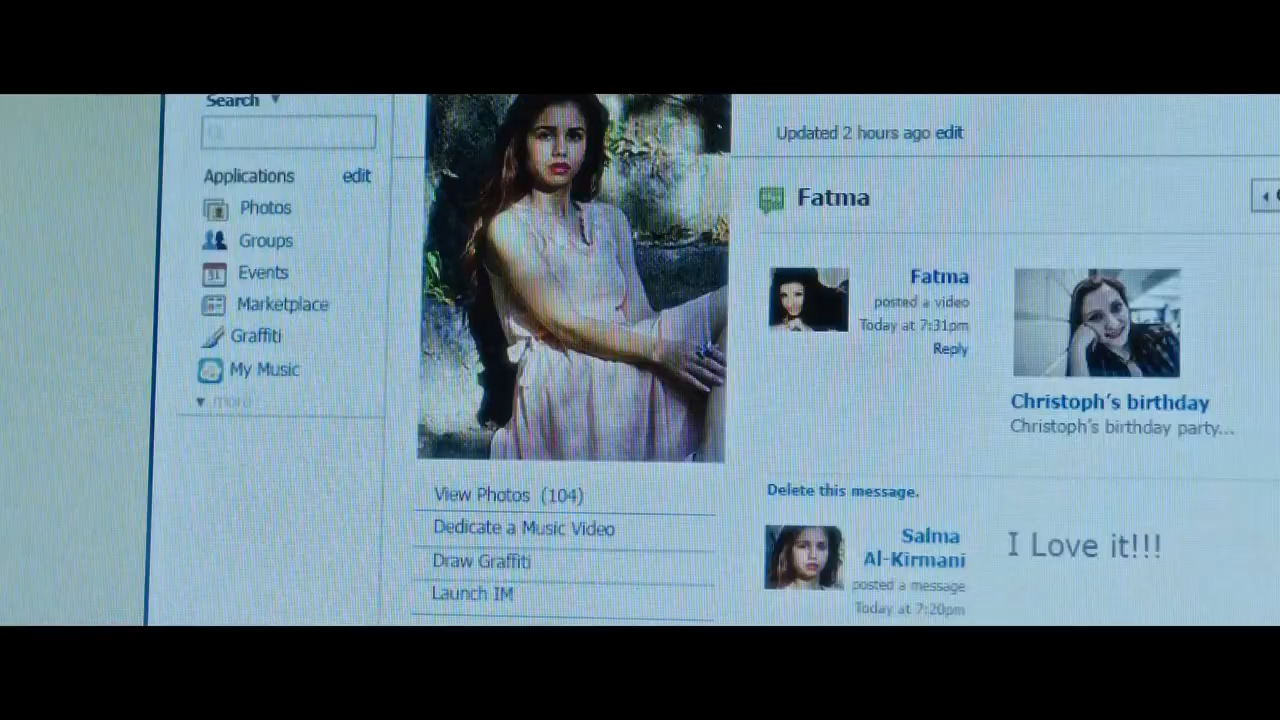 Search
Applications edit
Photos
Groups
Events
31
Marketplace
Graffiti
My Music
more
View Photos (104)
Dedicate a Music Video
Draw Graffiti
Launch IM
Updated 2 hours ago edit
Fatma
Fatma
posted a video
Today at 7:31pm
Reply
Christoph's birthday
Christoph's birthday party...
Delete this message.
Salma
Al-Kirmani
posted a message
Today at 7:20pm
I Love it!!!